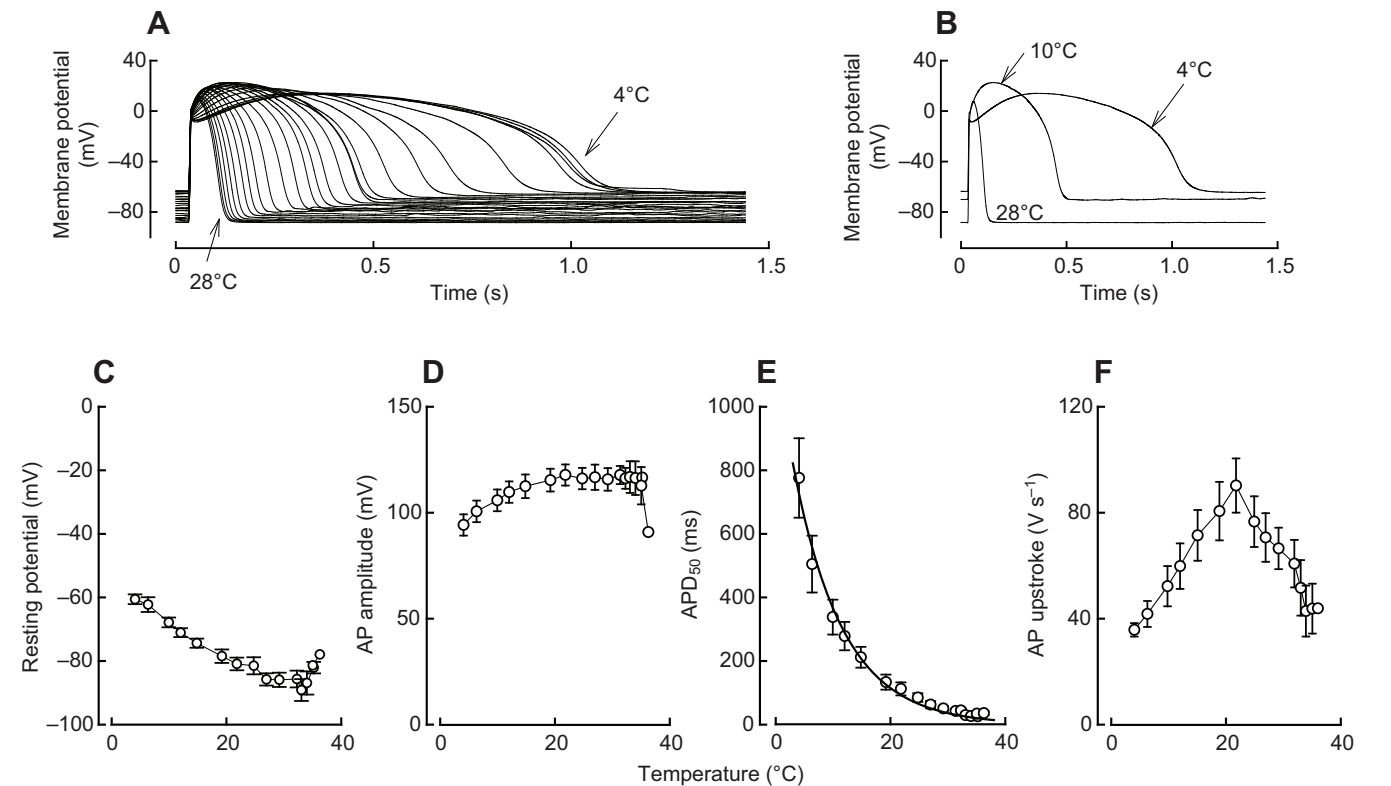 A
B
40
0
–40
–80
Membrane potential
(mV)
4°C
28°C
0
0.5
1.0
1.5
Time (s)
40
0
–40
–80
Membrane potential
(mV)
10°C
4°C
28°C
0
0.5
1.0
1.5
Time (s)
C
D
E
F
0
–20
–40
–60
–80
–100
Resting potential (mV)
0
20
40
150
100
50
0
AP amplitude (mV)
0
20
40
1000
800
600
400
200
0
APD50 (ms)
0
20
40
120
80
40
0
AP upstroke (V s–1)
0
20
40
Temperature (°C)